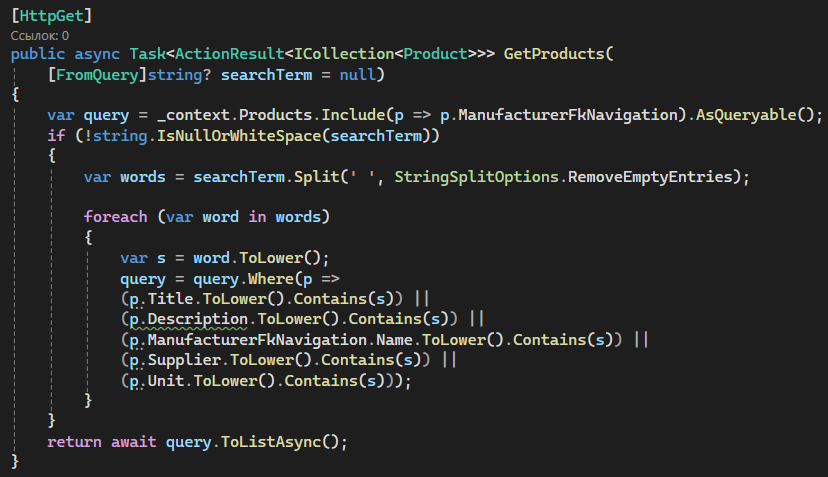 [HttpGet]
Ссылок: 0
public async Task<ActionResult<ICollection<Product>>> GetProducts(
[FromQuery]string? searchTerm = null)
{
var query = _context.Products.Include(p => p.ManufacturerFkNavigation).AsQueryable();
if (!string.IsNullOrWhiteSpace(searchTerm))
{
var words = searchTerm.Split(' ', StringSplitOptions.RemoveEmptyEntries);
foreach (var word in words)
{
var s = word.ToLower();
query = query.Where(p =>
(p.Title.ToLower().Contains(s)) ||
(p.Description.ToLower().Contains(s)) ||
(p.ManufacturerFkNavigation.Name.ToLower().Contains(s)) ||
(p.Supplier.ToLower().Contains(s)) ||
(p.Unit.ToLower().Contains(s)));
}
}
return await query.ToListAsync();
}